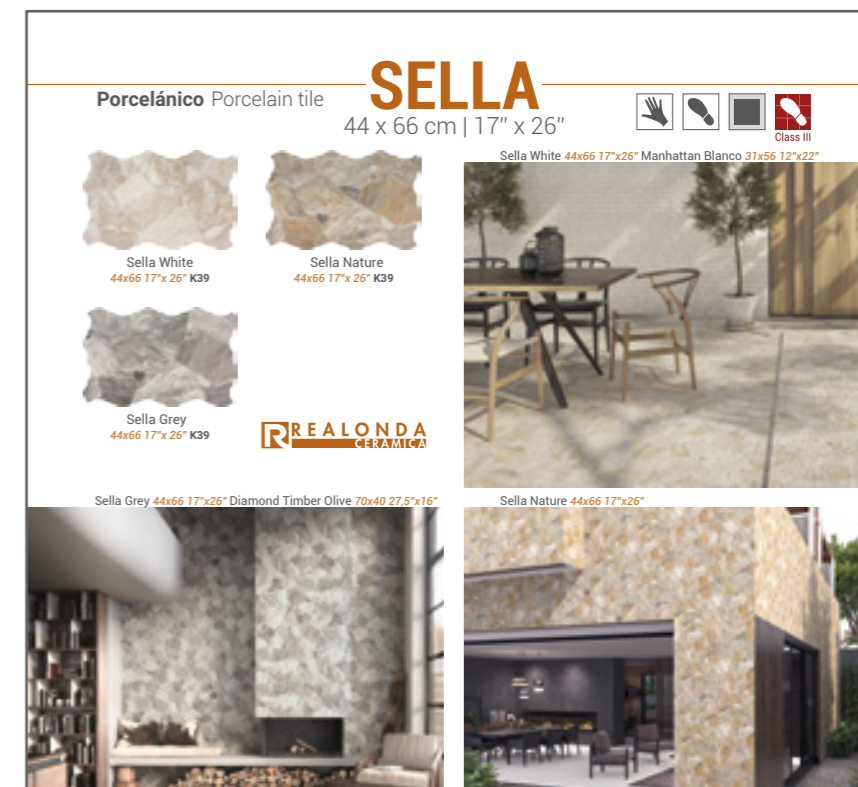 SELLA
Porcelánico Porcelain tile
44 x 66 cm | 17" x 26"
Class III
Sella White 44x66 17"x26" Manhattan Blanco 31x56 12"x22"
Sella White
44x66 17"x 26" K39
Sella Nature
44x66 17"x 26" K39
Sella Grey
44x66 17"x 26" K39
R REALONDA
CERAMICA
Sella Grey 44x66 17"x26" Diamond Timber Olive 70x40 27,5"x16"
Sella Nature 44x66 17"x26"